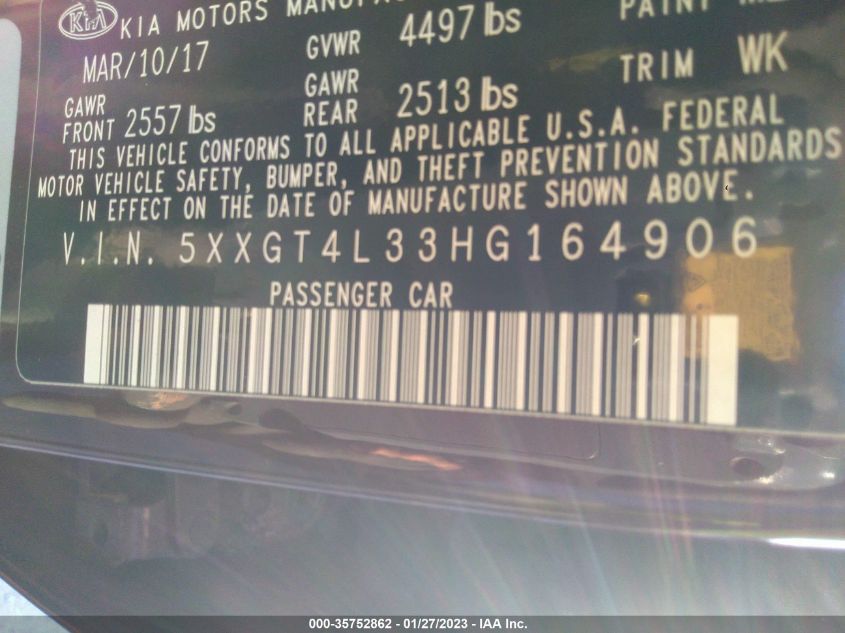 KIA KIA MOTORS
MAR/10/17 GVWR 4497 lbs PAINT
GAWR FRONT 2557 lbs GAWR REAR 2513 lbs TRIM WK
THIS VEHICLE CONFORMS TO ALL APPLICABLE U.S.A. FEDERAL
MOTOR VEHICLE SAFETY, BUMPER, AND THEFT PREVENTION STANDARDS
IN EFFECT ON THE DATE OF MANUFACTURE SHOWN ABOVE.
V.I.N. 5XXGT4L33HG164906
PASSENGER CAR
000-35752862 - 01/27/2023 - IAA Inc.